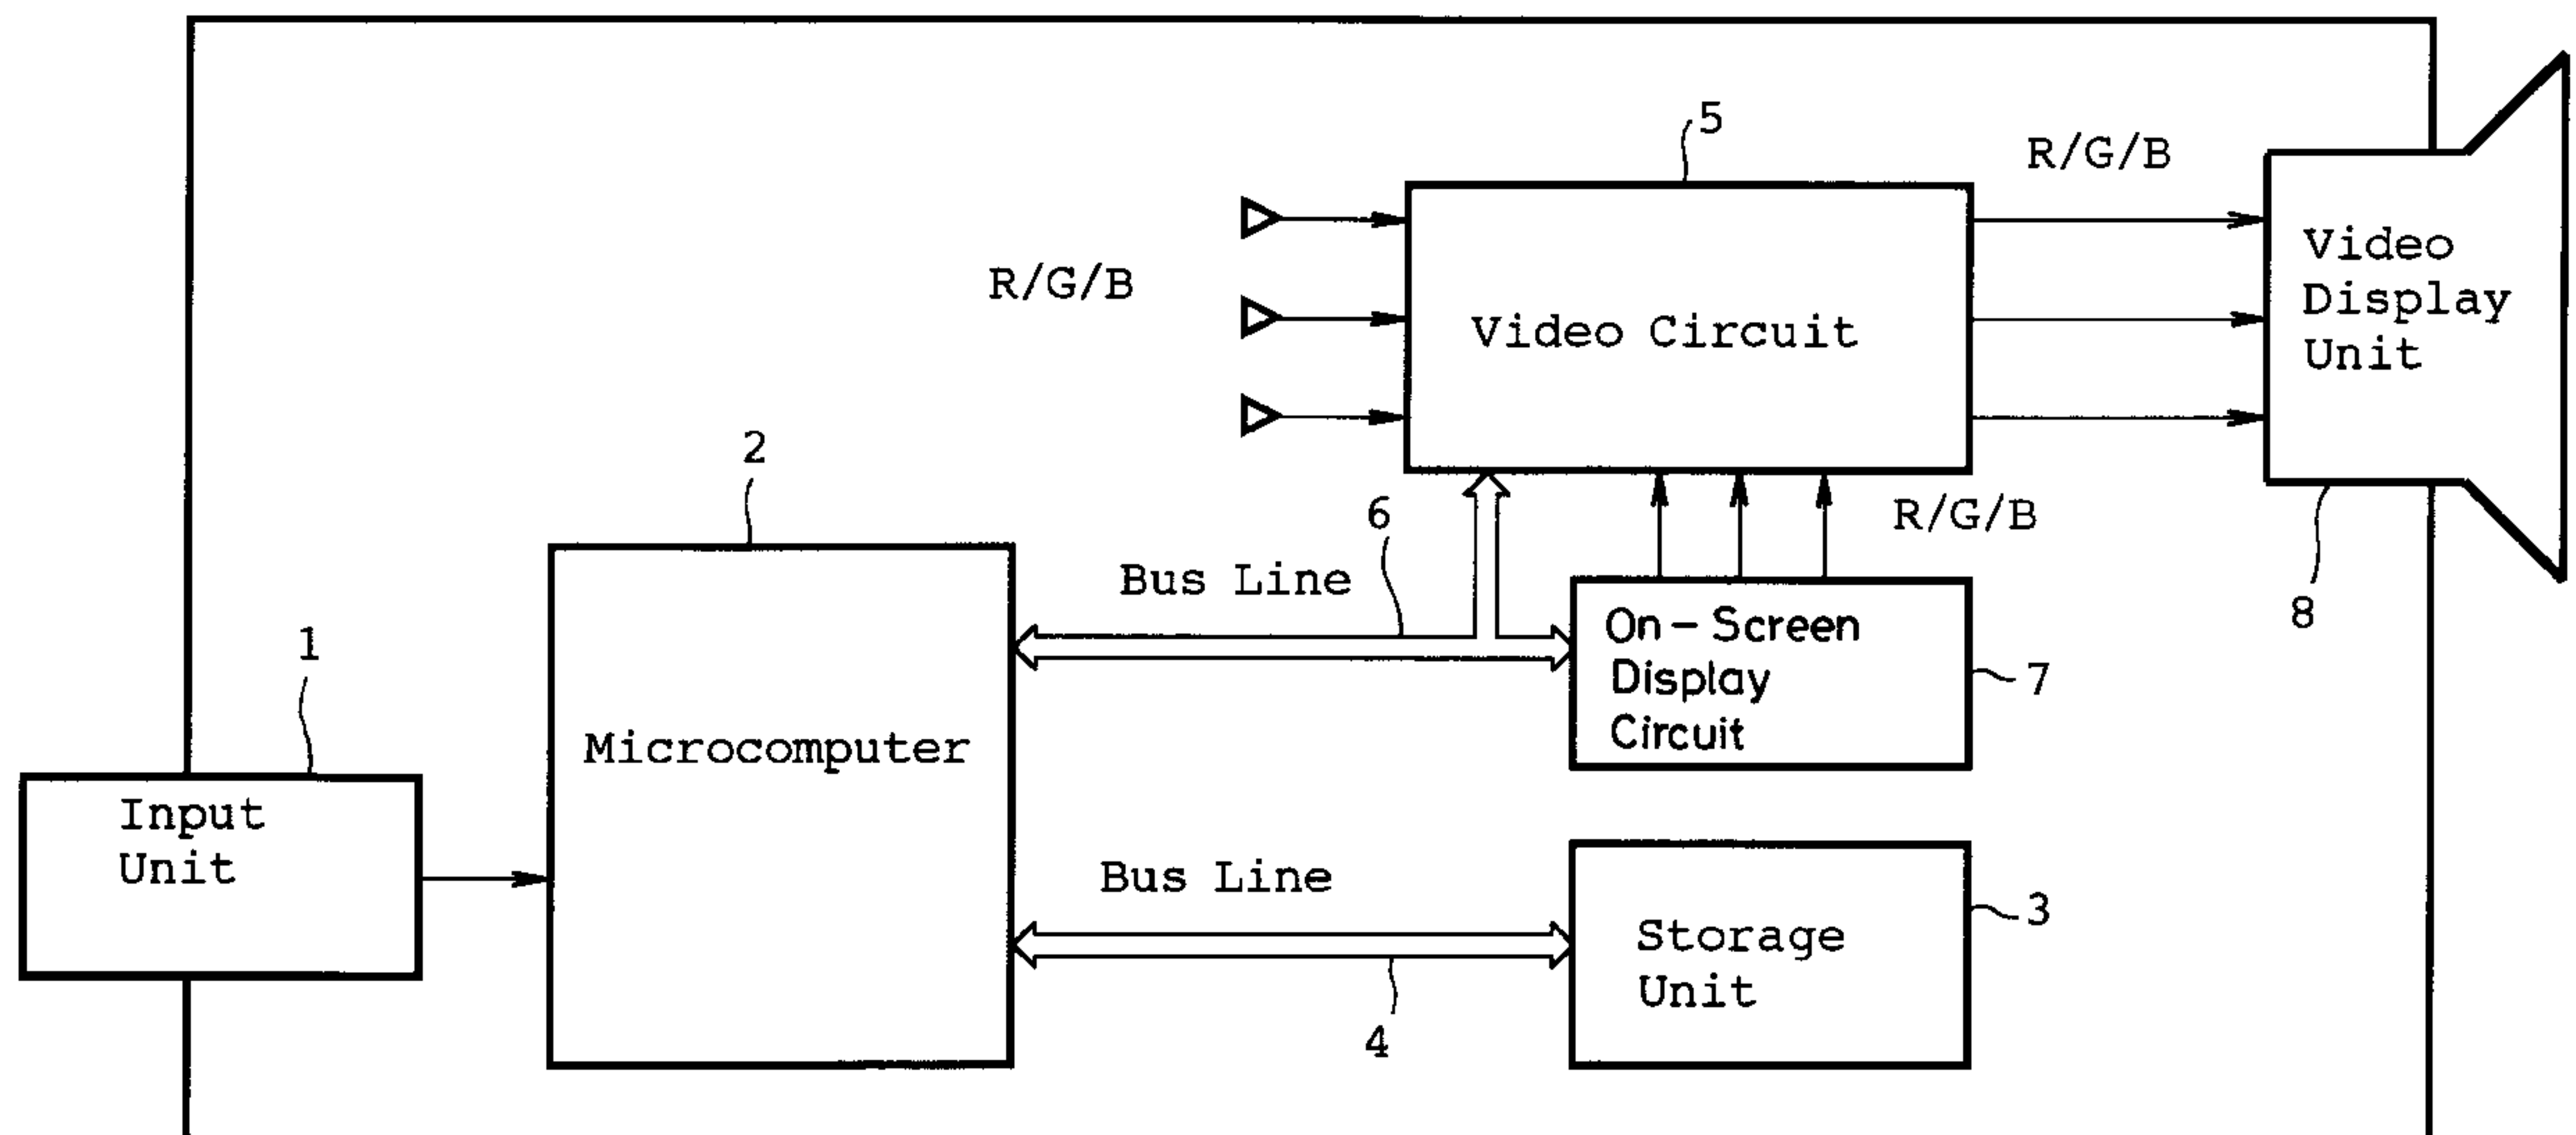 5
R/G/B
R/G/B
Video Circuit
Video
Display
Unit
2
6
R/G/B
Bus Line
8
1
On-Screen
Display
Circuit
7
Microcomputer
Input
Unit
Bus Line
3
Storage
Unit
4